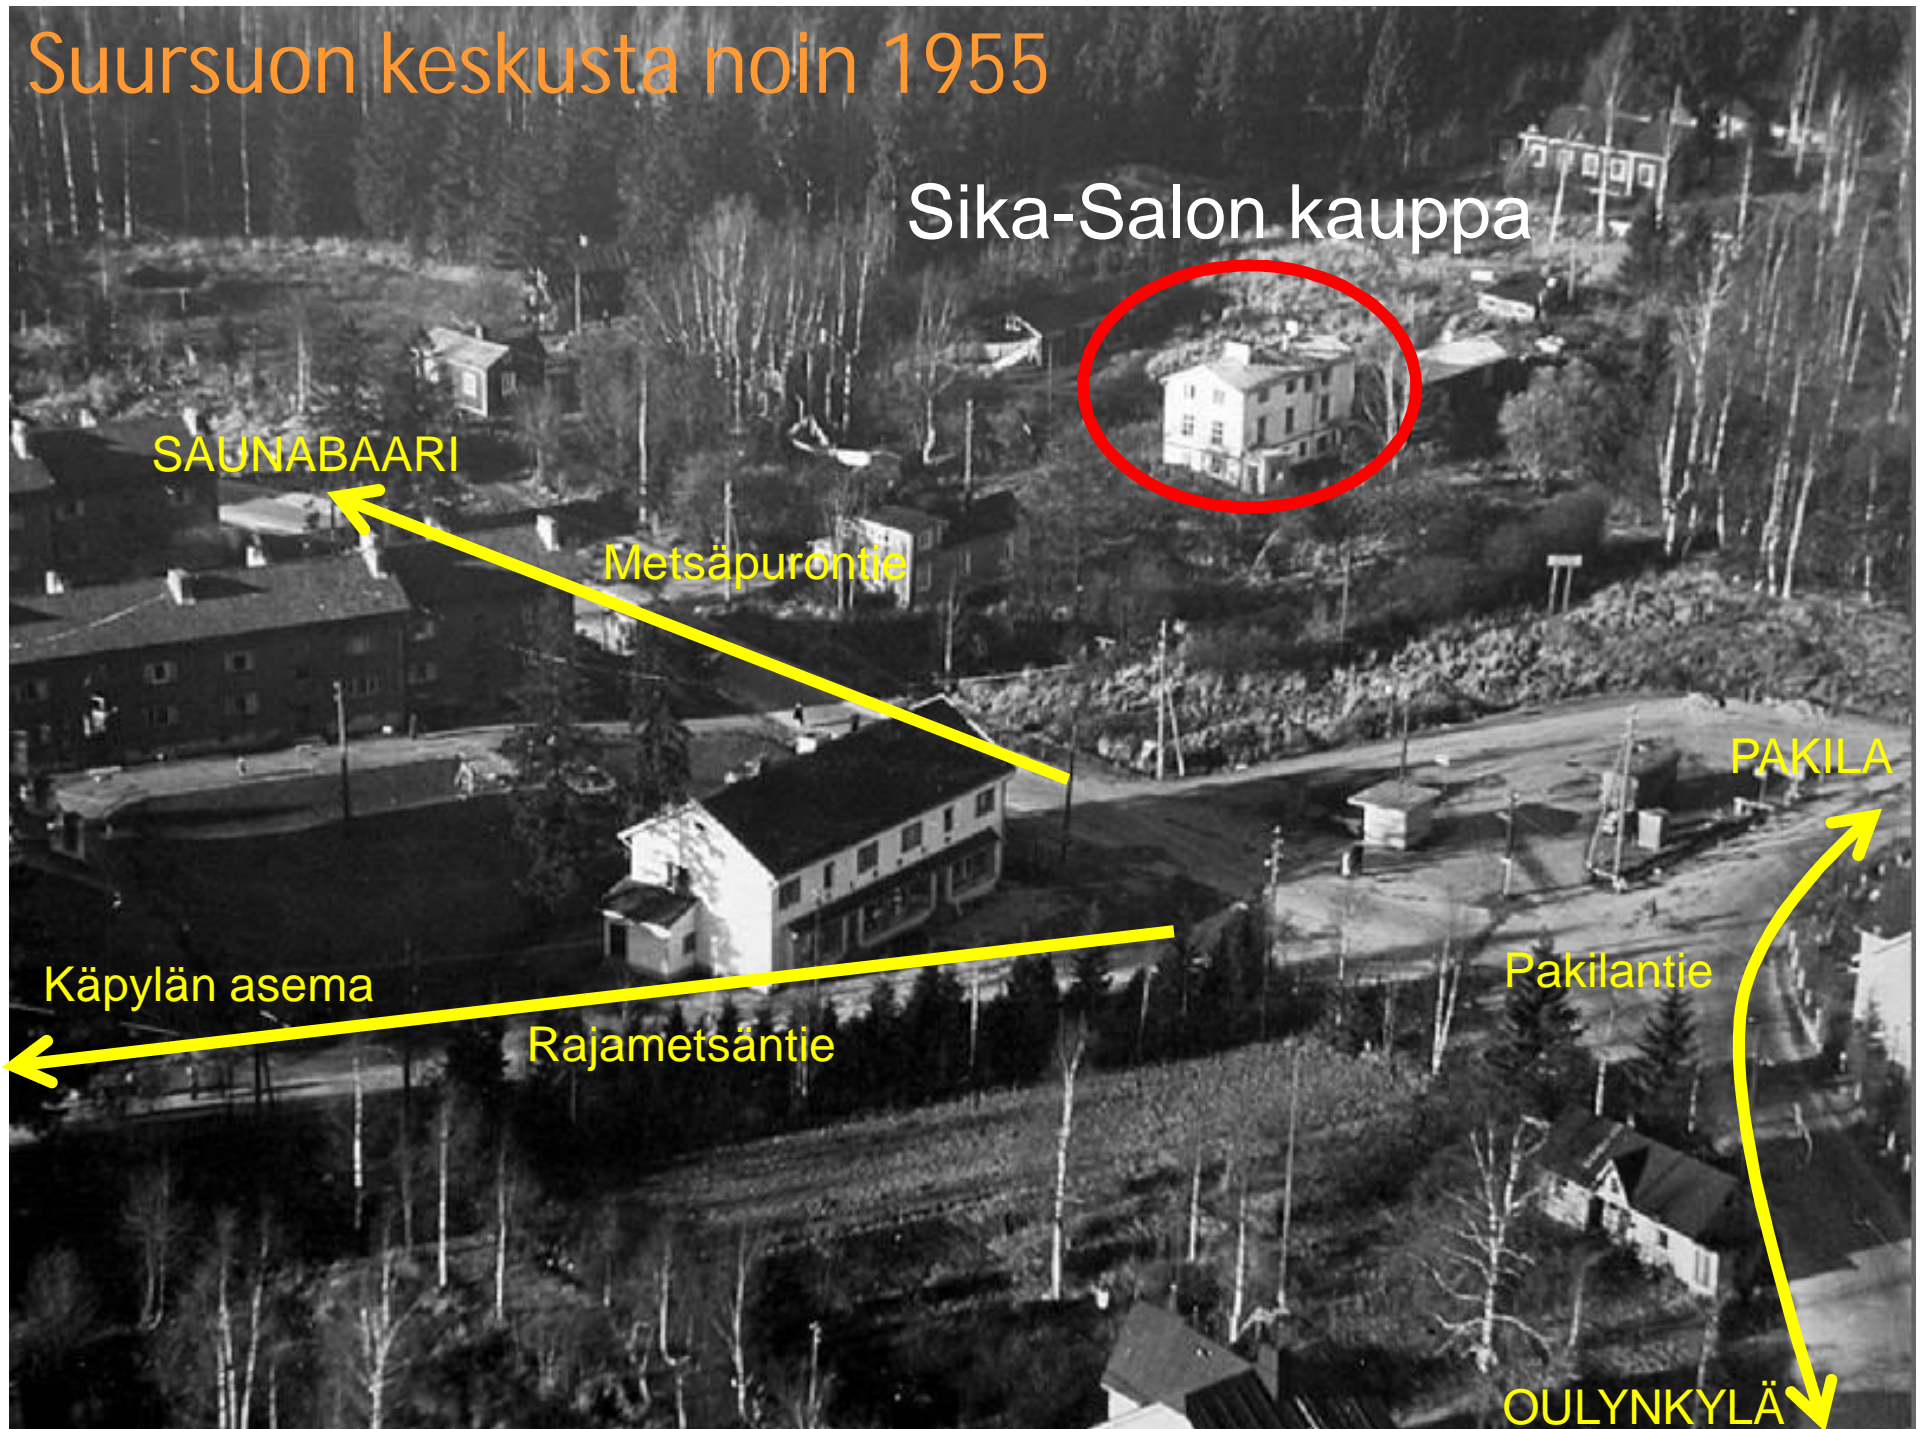 Suursuon keskusta noin 1955
Sika-Salon kauppa
SAUNABAARI
Metsäpurontie
PAKILA
Käpylän asema
Pakilantie
Rajametsäntie
OULYNKYLÄ